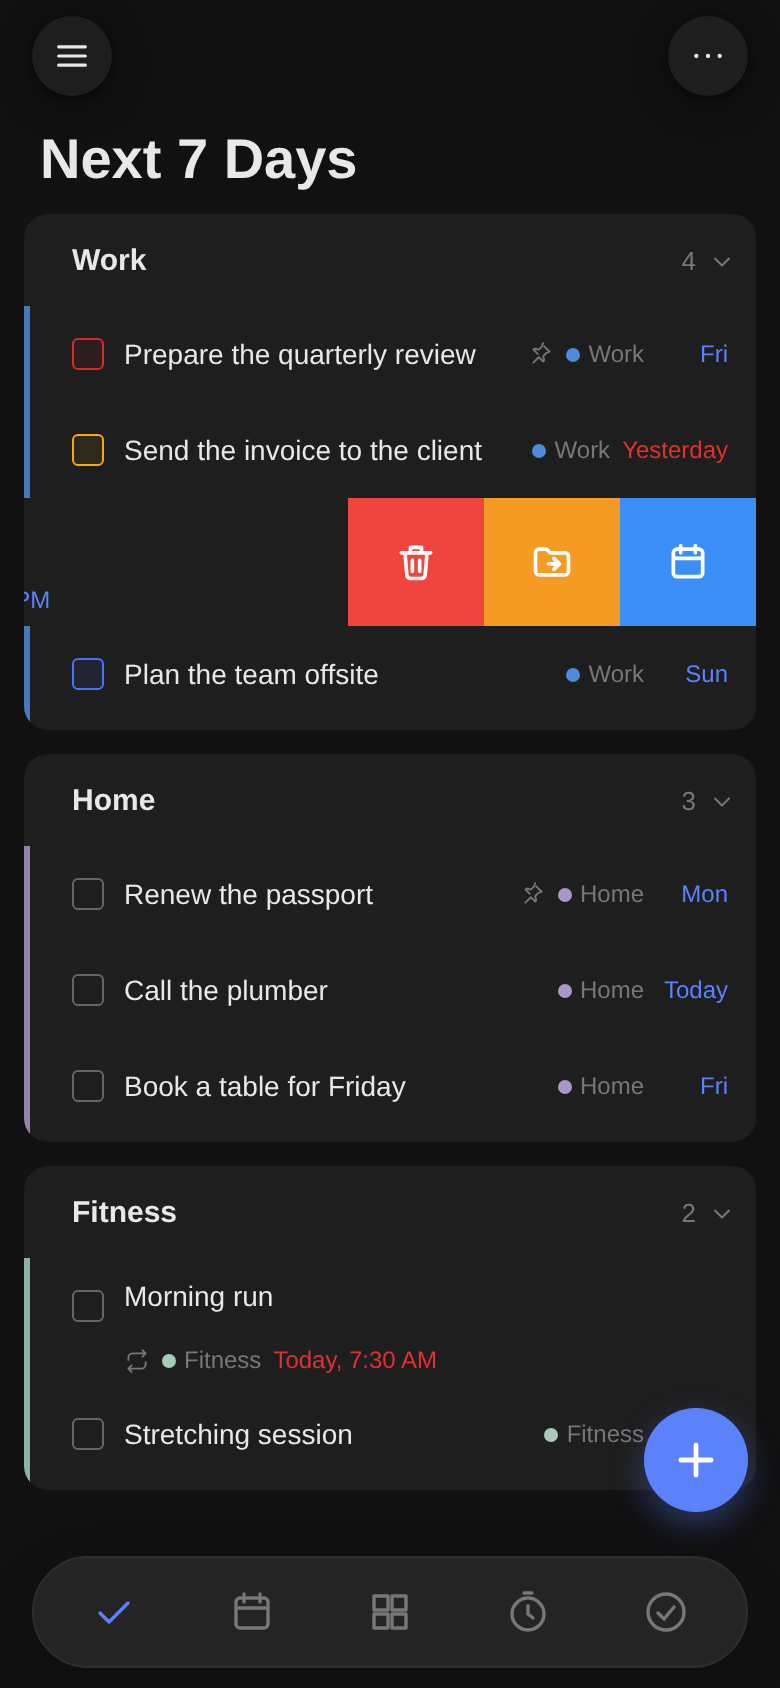 Next 7 Days
Work 4
Prepare the quarterly review Work Fri
Send the invoice to the client Work Yesterday
PM
Plan the team offsite Work Sun
Home 3
Renew the passport Home Mon
Call the plumber Home Today
Book a table for Friday Home Fri
Fitness 2
Morning run
Fitness Today, 7:30 AM
Stretching session Fitness